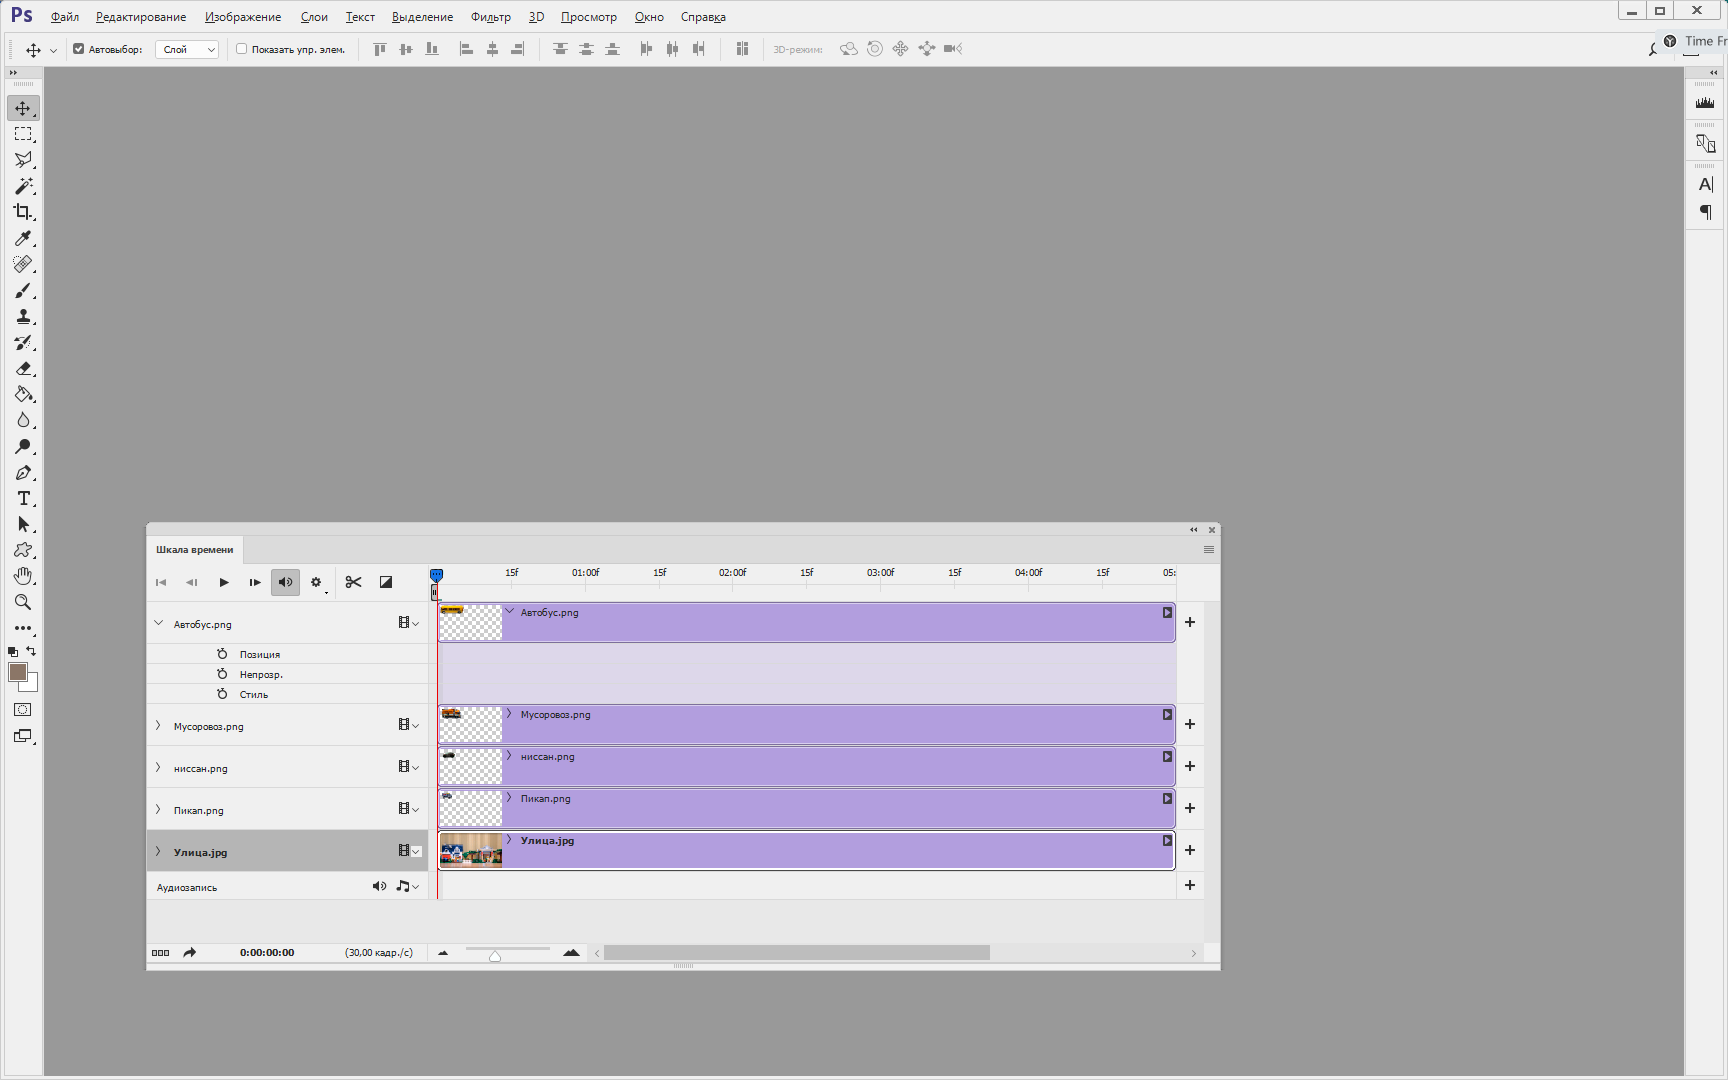 Ps Файл Редактирование Изображение Слои Текст Выделение Фильтр 3D Просмотр Окно Справка
Автовыбор: Слой Показать упр. элем. 3D-режим:
Time Fr
Шкала времени
15f 01:00f 15f 02:00f 15f 03:00f 15f 04:00f 15f 05:
Автобус.png Автобус.png
Позиция
Непрозр.
Стиль
Мусоровоз.png Мусоровоз.png
ниссан.png ниссан.png
Пикап.png Пикап.png
Улица.jpg Улица.jpg
Аудиозапись
0:00:00:00 (30,00 кадр./с)